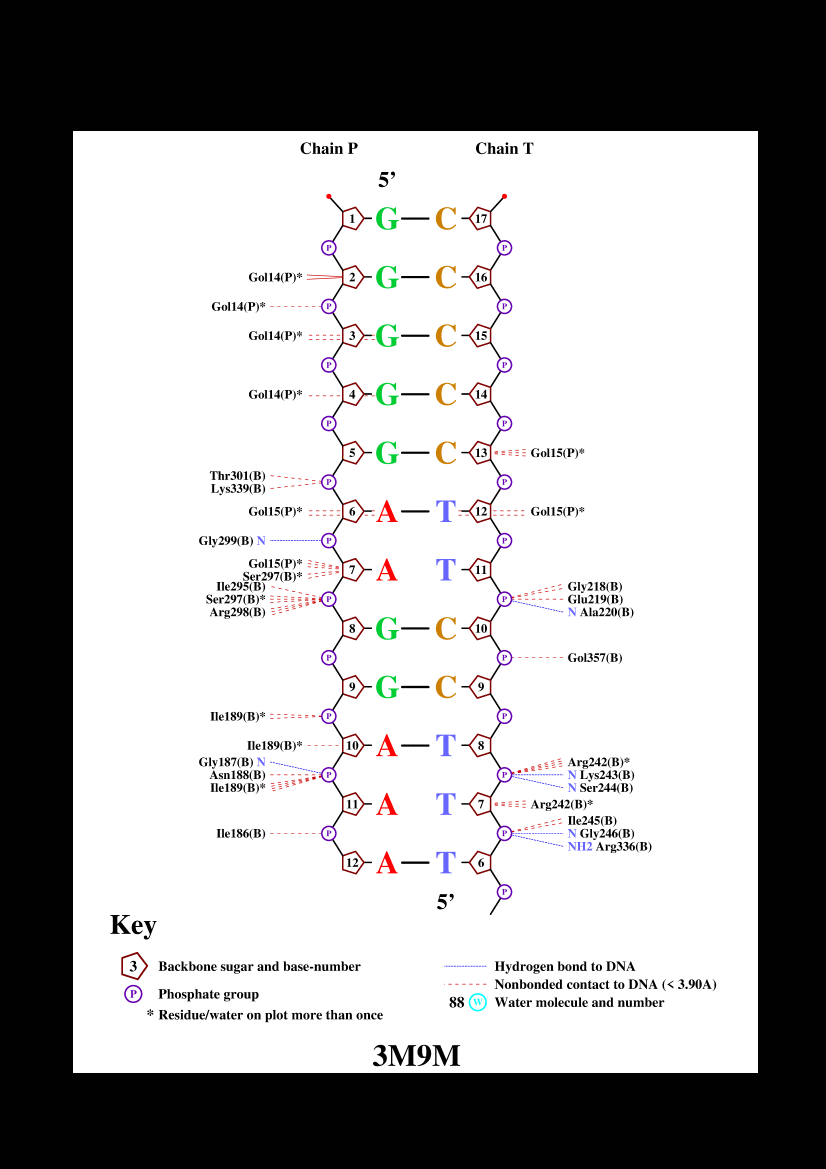 Chain P Chain T
5’
1 G C 17
P P
Gol14(P)* 2 G C 16
Gol14(P)* P P
Gol14(P)* 3 G C 15
P P
Gol14(P)* 4 G C 14
P P
5 G C 13 Gol15(P)*
Thr301(B)
P P
Lys339(B)
Gol15(P)* 6 A T 12 Gol15(P)*
Gly299(B) N P P
Gol15(P)*
7 A T 11
Ser297(B)*
Ile295(B) Gly218(B)
Ser297(B)* P P Glu219(B)
Arg298(B) N Ala220(B)
8 G C 10
P P Gol357(B)
9 G C 9
Ile189(B)* P P
Ile189(B)* 10 A T 8
Gly187(B) N Arg242(B)*
Asn188(B) P P N Lys243(B)
Ile189(B)* N Ser244(B)
11 A T 7 Arg242(B)*
Ile245(B)
Ile186(B) P P N Gly246(B)
NH2 Arg336(B)
12 A T 6
P
5’
Key
3 Backbone sugar and base-number
P Phosphate group
* Residue/water on plot more than once
Hydrogen bond to DNA
Nonbonded contact to DNA (< 3.90A)
88 W Water molecule and number
3M9M